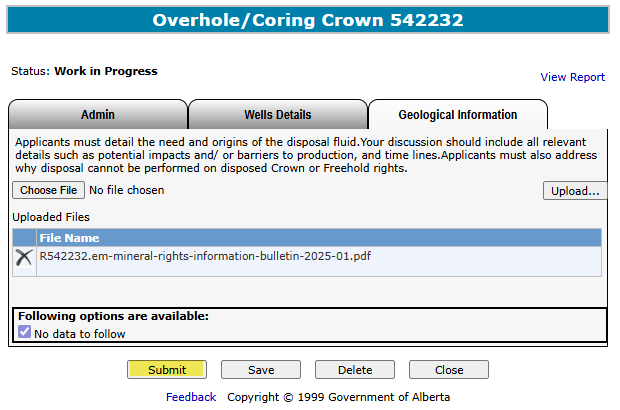 Overhole/Coring Crown 542232
Status: Work in Progress
View Report
Admin
Wells Details
Geological Information
Applicants must detail the need and origins of the disposal fluid.Your discussion should include all relevant
details such as potential impacts and/ or barriers to production, and time lines.Applicants must also address
why disposal cannot be performed on disposed Crown or Freehold rights.
Choose File No file chosen
Upload...
Uploaded Files
File Name
R542232.em-mineral-rights-information-bulletin-2025-01.pdf
Following options are available:
No data to follow
Submit
Save
Delete
Close
Feedback Copyright © 1999 Government of Alberta